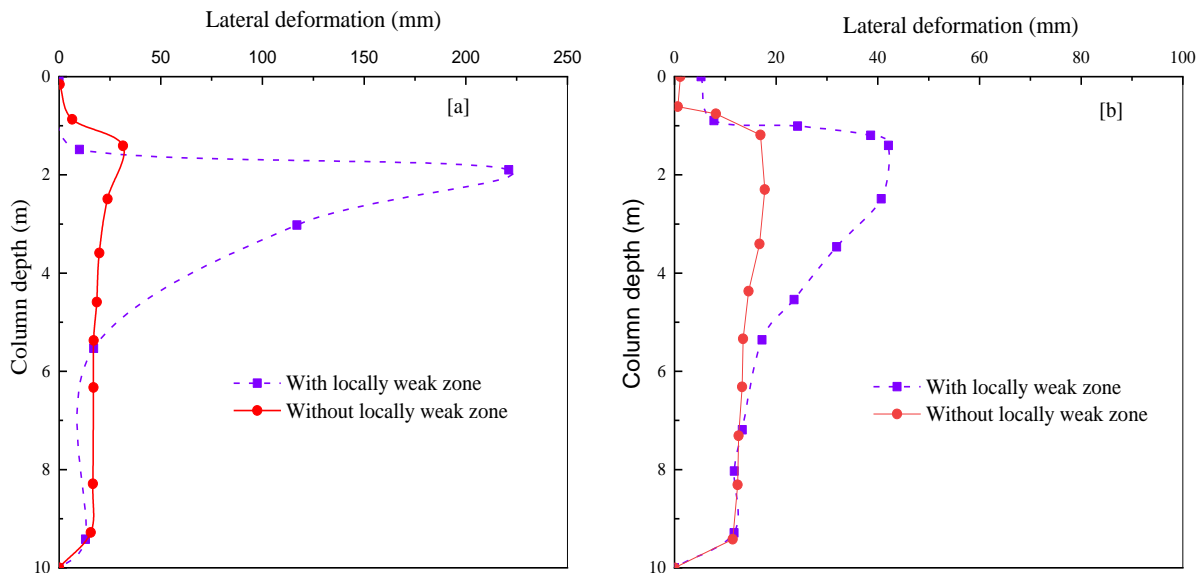 Lateral deformation (mm)
0 50 100 150 200 250
0
2
4
6
8
10
Column depth (m)
[a]
With locally weak zone
Without locally weak zone
Lateral deformation (mm)
0 20 40 60 80 100
0
2
4
6
8
10
Column depth (m)
[b]
With locally weak zone
Without locally weak zone